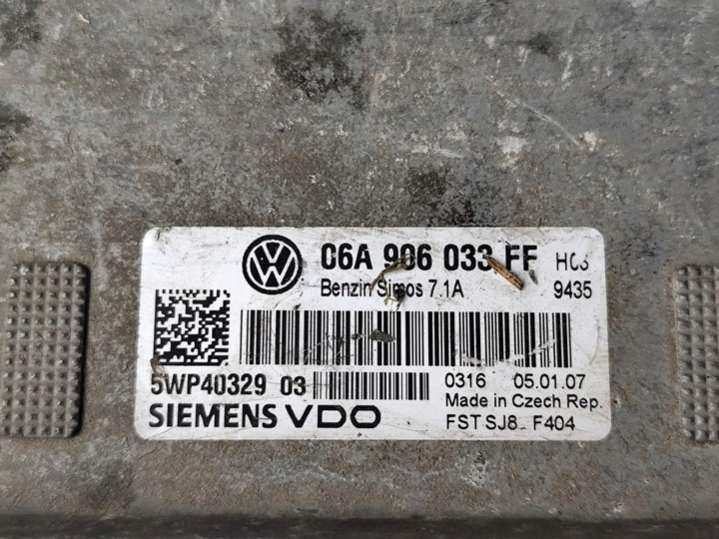 06A 906 033 FF H03
Benzin Simos 7.1A 9435
5WP40329 03
0316 05.01.07
Made in Czech Rep.
SIEMENS VDO
FST SJ8 F404